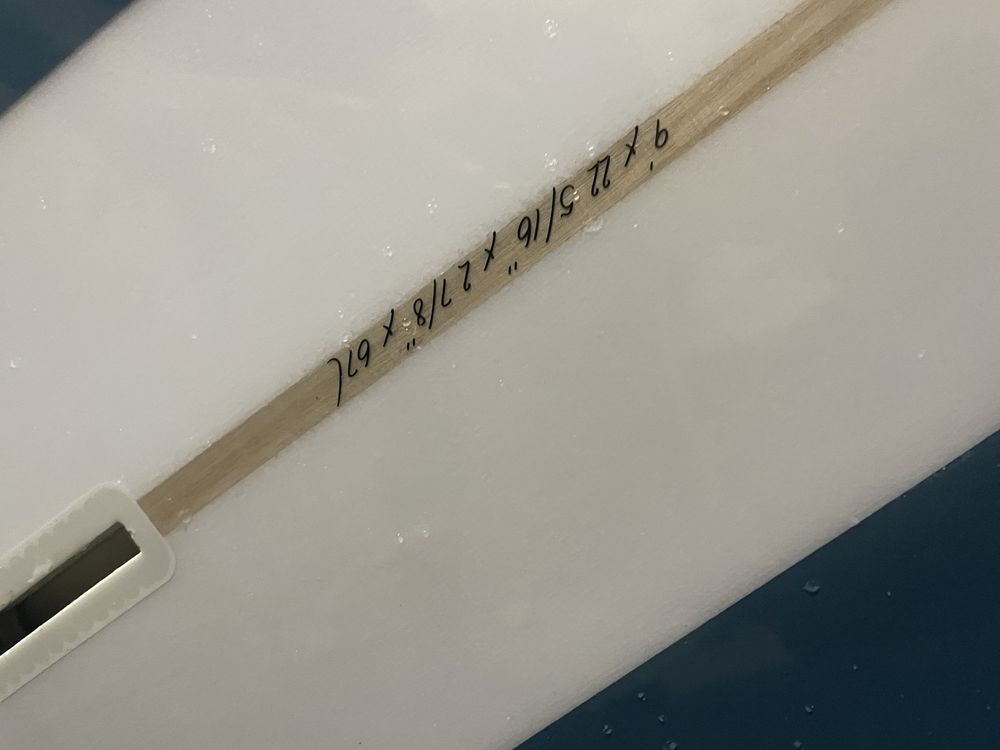 9' x 22 5/16" x 2 7/8" x 67l